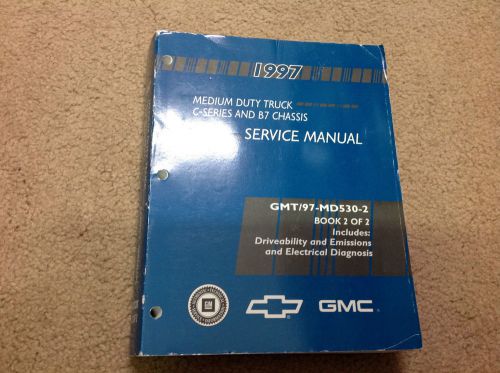 1997
MEDIUM DUTY TRUCK
C-SERIES AND B7 CHASSIS
SERVICE MANUAL
GMT/97-MD530-2
BOOK 2 OF 2
Includes:
Driveability and Emissions
and Electrical Diagnosis
GM
GMC